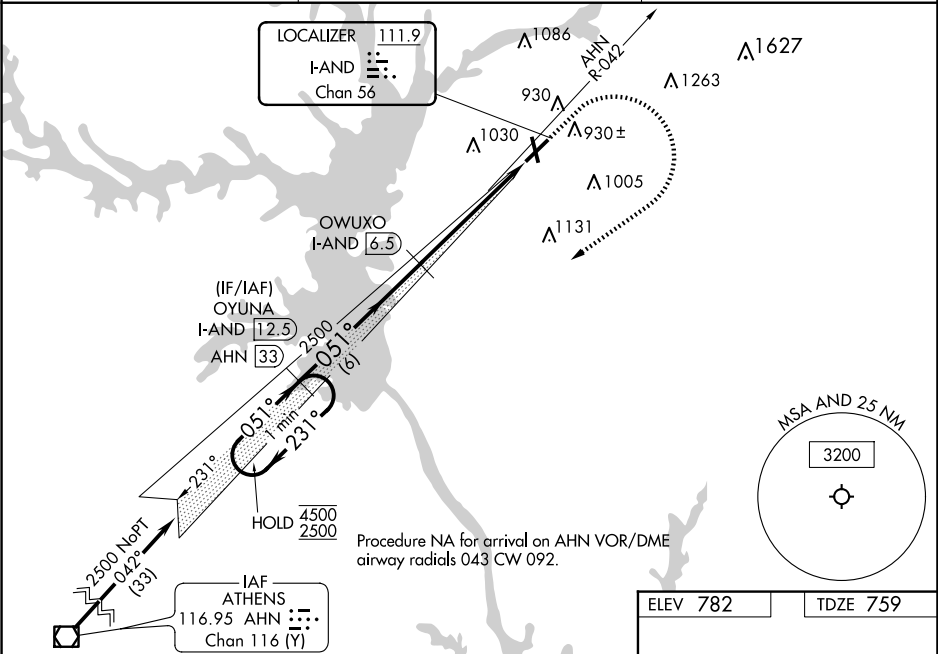 LOCALIZER 111.9
I-AND
Chan 56
1086
AHN
R-042
1627
1263
930
930±
1030
1005
1131
OWUXO
I-AND 6.5
(IF/IAF)
OYUNA
I-AND 12.5
AHN 33
2500
051°
(6)
051°
1 min
231°
231°
HOLD 4500
2500
2500 NoPT
042°
(33)
IAF
ATHENS
116.95 AHN
Chan 116 (Y)
Procedure NA for arrival on AHN VOR/DME
airway radials 043 CW 092.
MSA AND 25 NM
3200
ELEV 782
TDZE 759